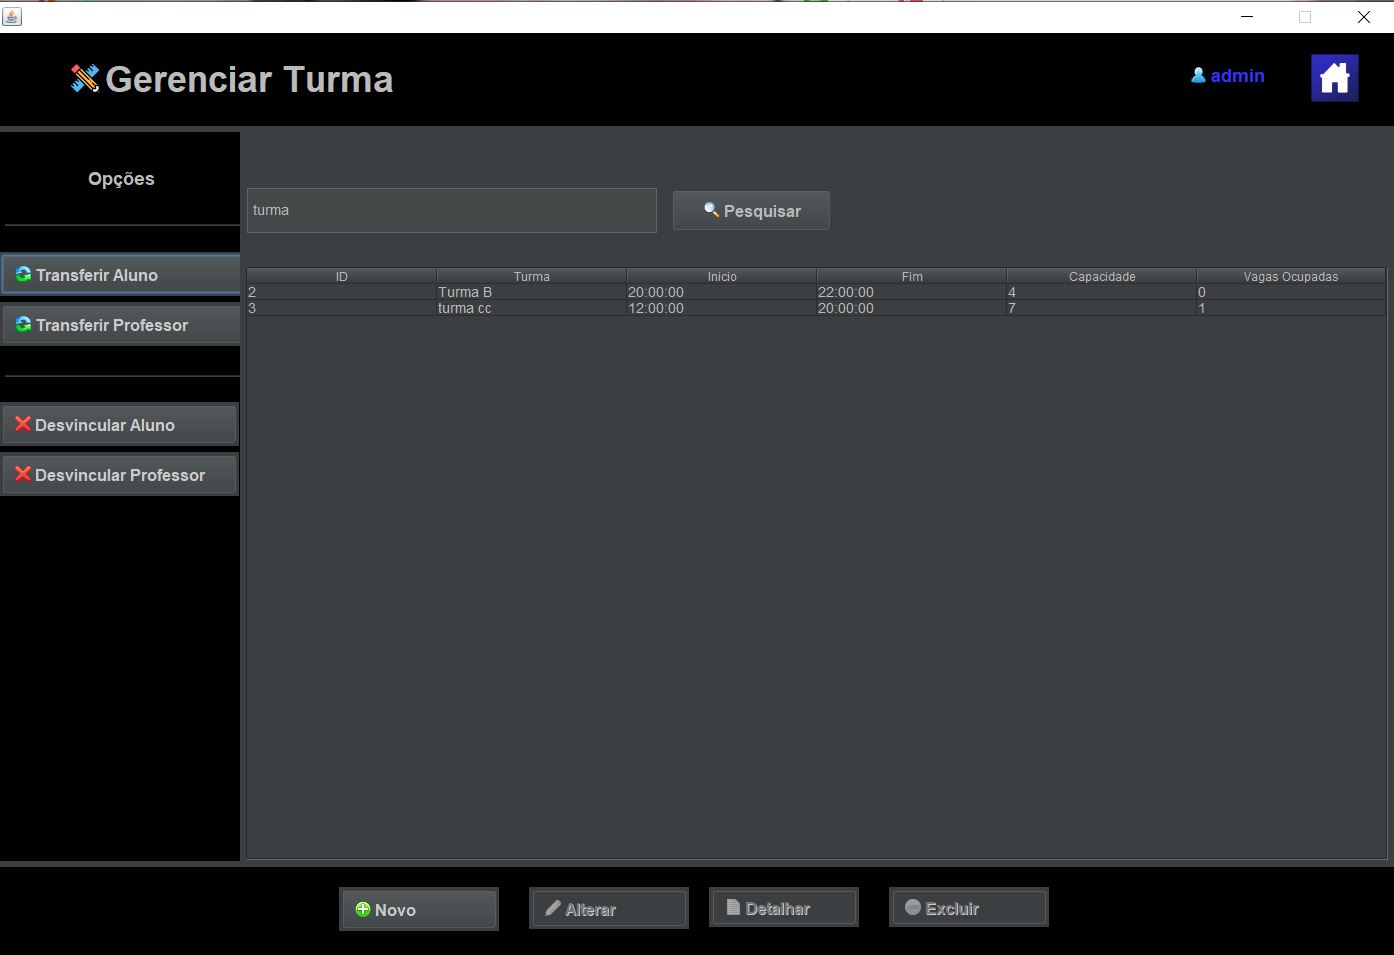 Gerenciar Turma
admin
Opções
Transferir Aluno
Transferir Professor
Desvincular Aluno
Desvincular Professor
turma
Pesquisar
ID Turma Inicio Fim Capacidade Vagas Ocupadas
2 Turma B 20:00:00 22:00:00 4 0
3 turma cc 12:00:00 20:00:00 7 1
Novo
Alterar
Detalhar
Excluir